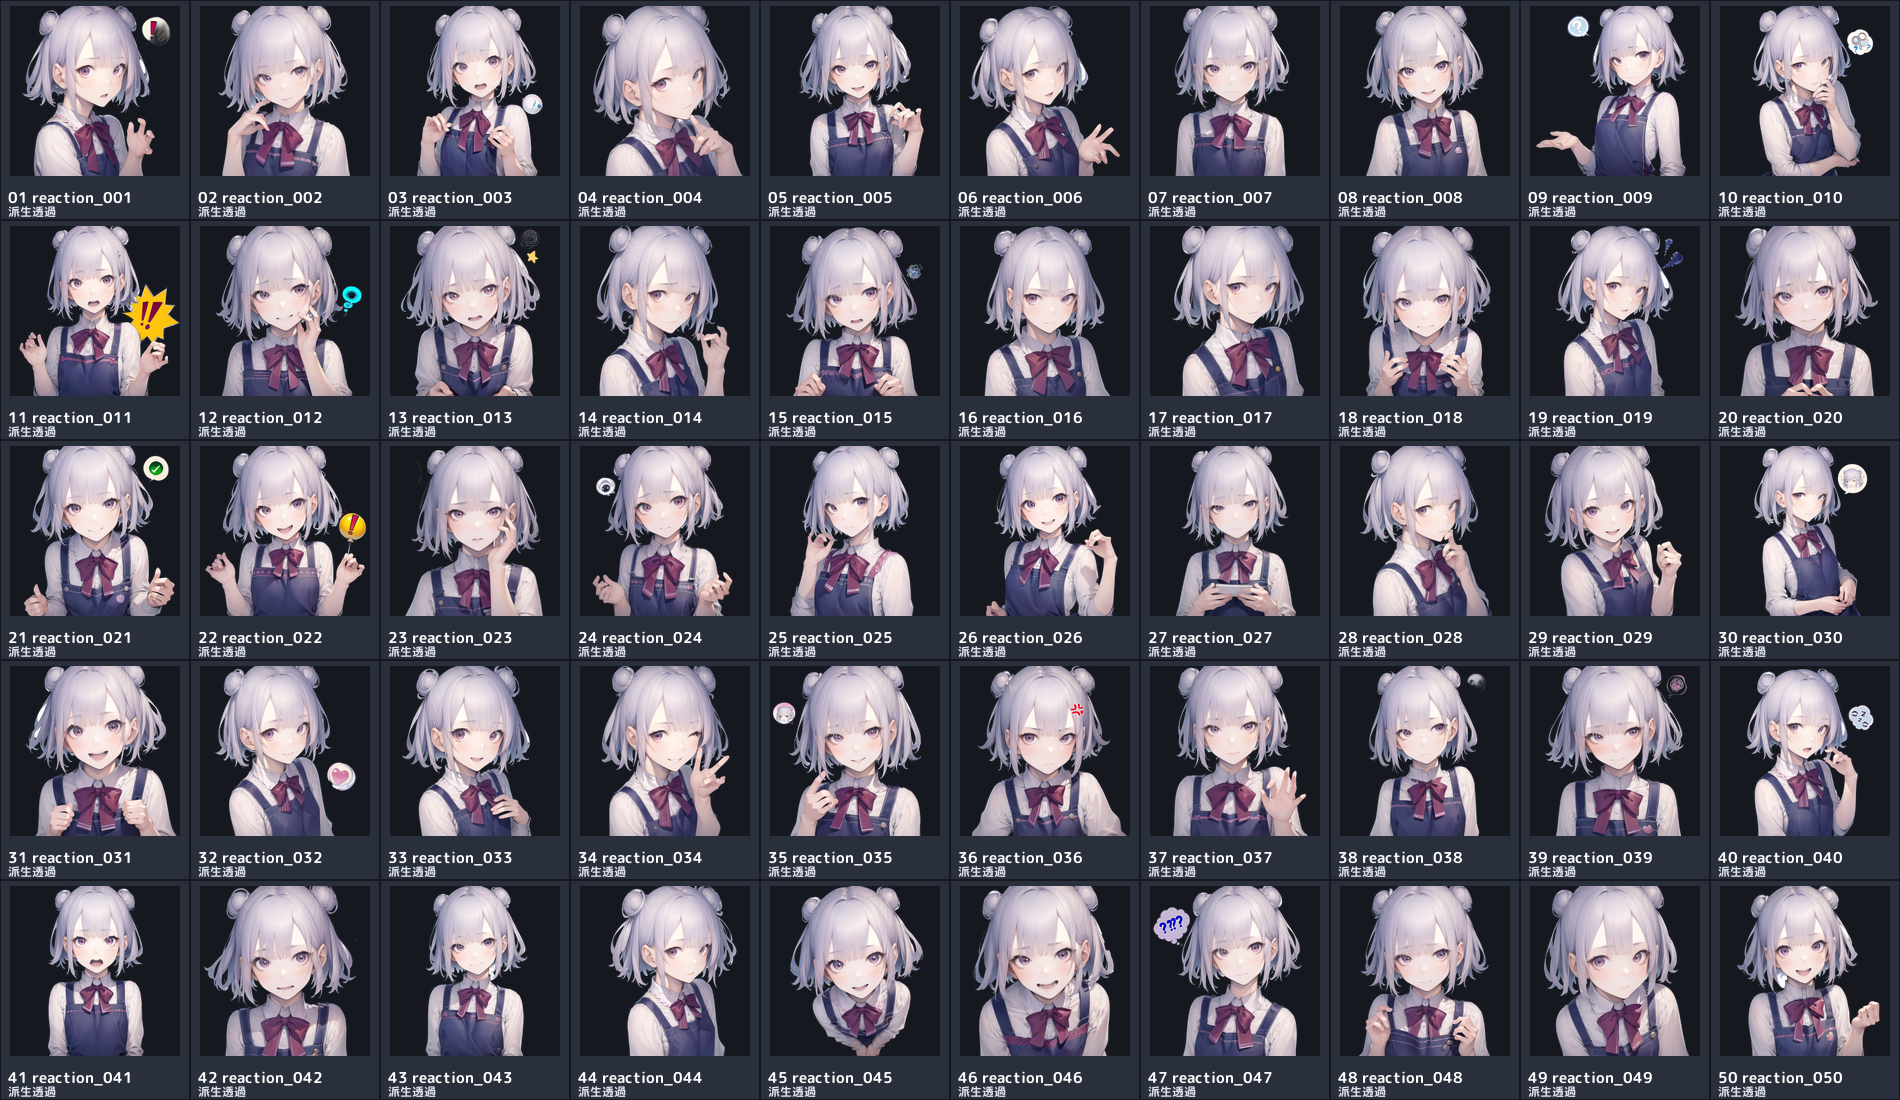 01 reaction_001
派生透過
02 reaction_002
派生透過
03 reaction_003
派生透過
04 reaction_004
派生透過
05 reaction_005
派生透過
06 reaction_006
派生透過
07 reaction_007
派生透過
08 reaction_008
派生透過
?
09 reaction_009
派生透過
10 reaction_010
派生透過
!!
11 reaction_011
派生透過
12 reaction_012
派生透過
13 reaction_013
派生透過
14 reaction_014
派生透過
15 reaction_015
派生透過
16 reaction_016
派生透過
17 reaction_017
派生透過
18 reaction_018
派生透過
19 reaction_019
派生透過
20 reaction_020
派生透過
21 reaction_021
派生透過
!
22 reaction_022
派生透過
23 reaction_023
派生透過
24 reaction_024
派生透過
25 reaction_025
派生透過
26 reaction_026
派生透過
27 reaction_027
派生透過
28 reaction_028
派生透過
29 reaction_029
派生透過
30 reaction_030
派生透過
31 reaction_031
派生透過
32 reaction_032
派生透過
33 reaction_033
派生透過
34 reaction_034
派生透過
35 reaction_035
派生透過
36 reaction_036
派生透過
37 reaction_037
派生透過
38 reaction_038
派生透過
39 reaction_039
派生透過
40 reaction_040
派生透過
41 reaction_041
派生透過
42 reaction_042
派生透過
43 reaction_043
派生透過
44 reaction_044
派生透過
45 reaction_045
派生透過
46 reaction_046
派生透過
????
47 reaction_047
派生透過
48 reaction_048
派生透過
49 reaction_049
派生透過
50 reaction_050
派生透過